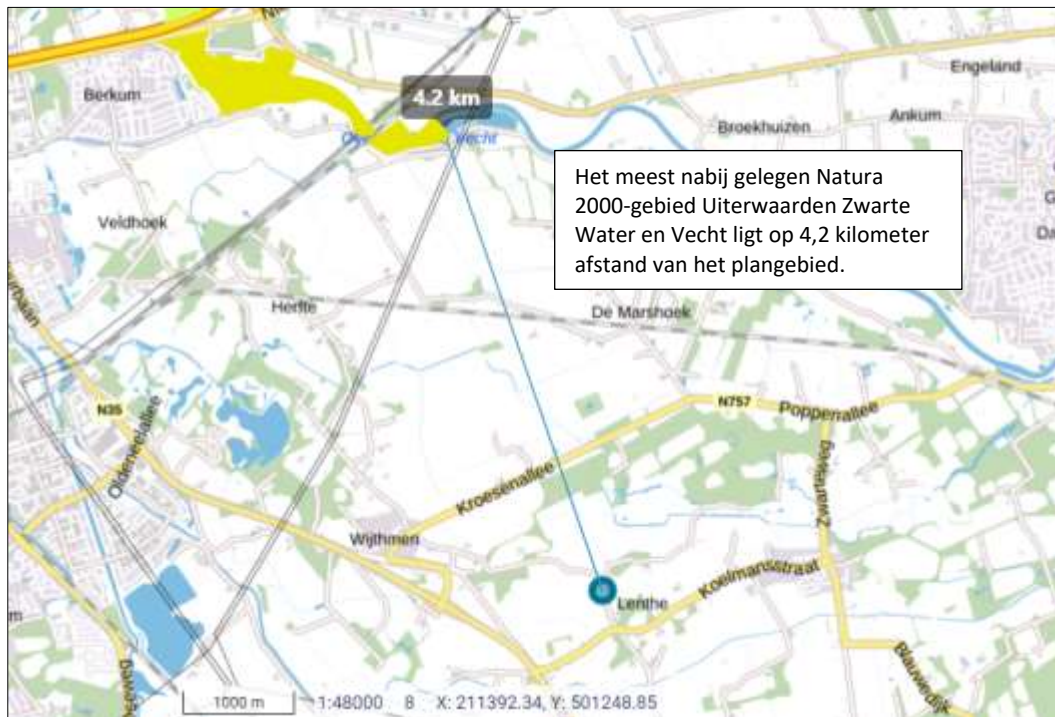 Engeland
Berkum
4.2 km
Ankum
Broekhuizen
Vecht
Het meest nabij gelegen Natura
2000-gebied Uiterwaarden Zwarte
Water en Vecht ligt op 4,2 kilometer
afstand van het plangebied.
Veldhoek
Herfte
De Marshoek
N35
N757
Popperrallee
Oldeneelallee
Kroesenallee
Wijthmen
Koelmansstraat
Lenthe
Blauwedijk
1000 m
1:48000 8 X: 211392.34, Y: 501248.85